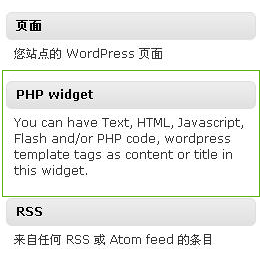 页面
您站点的 WordPress 页面
PHP widget
You can have Text, HTML, Javascript,
Flash and/or PHP code, wordpress
template tags as content or title in
this widget.
RSS
来自任何 RSS 或 Atom feed 的条目